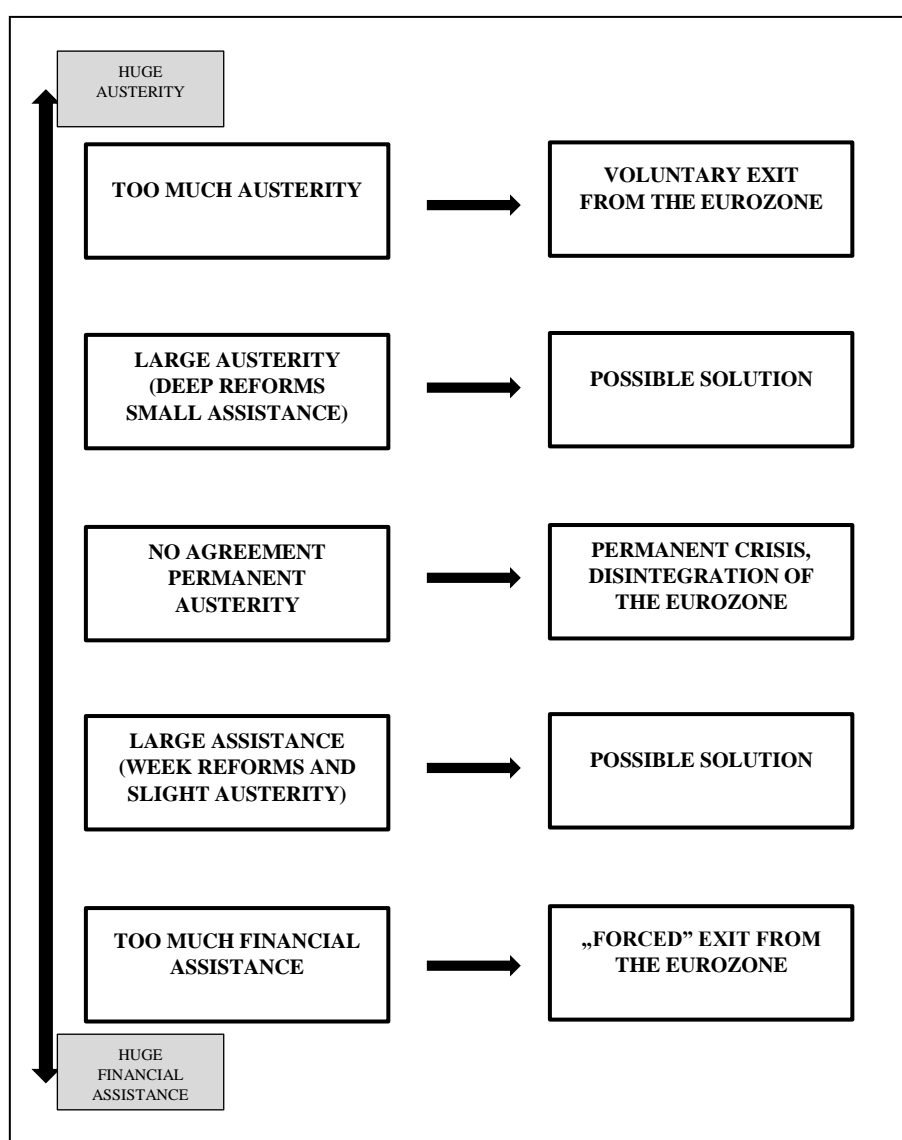 HUGE
AUSTERITY
TOO MUCH AUSTERITY
VOLUNTARY EXIT
FROM THE EUROZONE
LARGE AUSTERITY
(DEEP REFORMS
SMALL ASSISTANCE)
POSSIBLE SOLUTION
NO AGREEMENT
PERMANENT
AUSTERITY
PERMANENT CRISIS,
DISINTEGRATION OF
THE EUROZONE
LARGE ASSISTANCE
(WEEK REFORMS AND
SLIGHT AUSTERITY)
POSSIBLE SOLUTION
TOO MUCH FINANCIAL
ASSISTANCE
„FORCED” EXIT FROM
THE EUROZONE
HUGE
FINANCIAL
ASSISTANCE